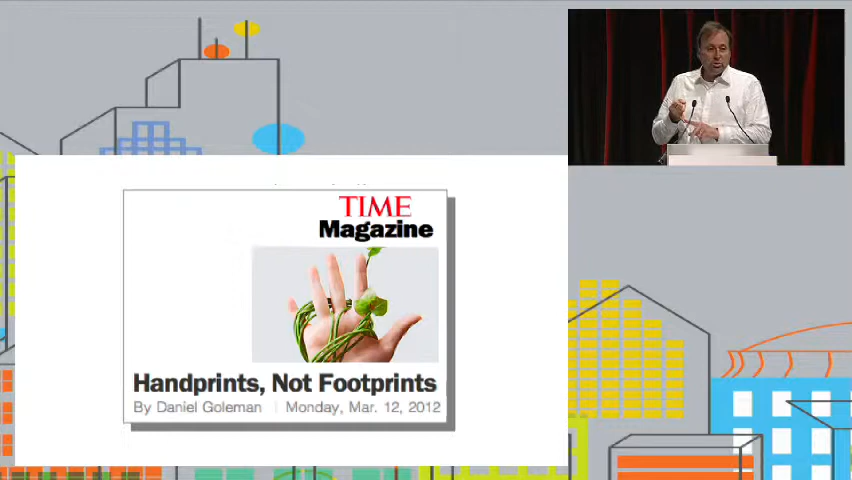 TIME
Magazine
Handprints, Not Footprints
By Daniel Goleman | Monday, Mar. 12, 2012